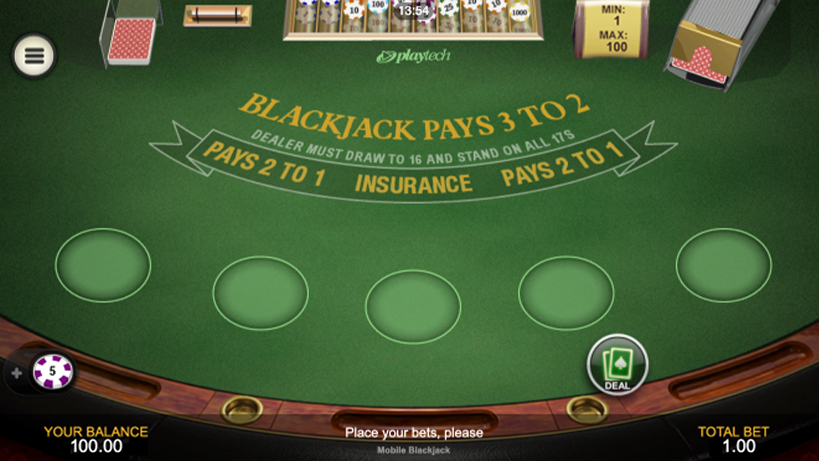 10
100
25
10
1000
13:54
MIN:
1
MAX:
100
playtech
BLACKJACK PAYS 3 TO 2
DEALER MUST DRAW TO 16 AND STAND ON ALL 17S
PAYS 2 TO 1 INSURANCE PAYS 2 TO 1
5
DEAL
YOUR BALANCE
100.00
Place your bets, please
Mobile Blackjack
TOTAL BET
1.00